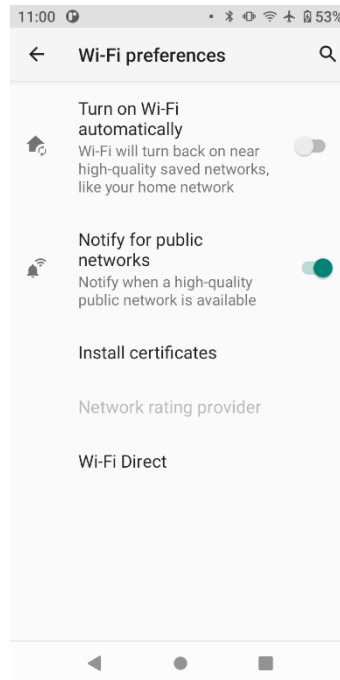 11:00 53%
Wi-Fi preferences
Turn on Wi-Fi
automatically
Wi-Fi will turn back on near
high-quality saved networks,
like your home network
Notify for public
networks
Notify when a high-quality
public network is available
Install certificates
Network rating provider
Wi-Fi Direct